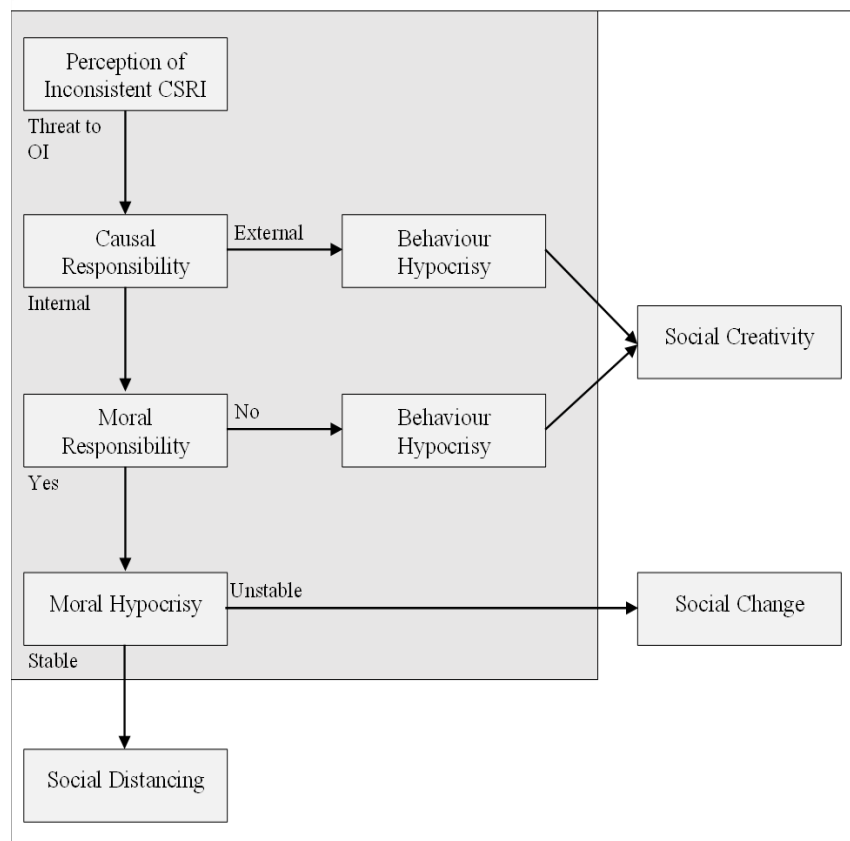 Perception of
Inconsistent CSRI
Threat to
OI
Causal
Responsibility
External
Behaviour
Hypocrisy
Internal
Social Creativity
Moral
Responsibility
No
Behaviour
Hypocrisy
Yes
Moral Hypocrisy
Unstable
Social Change
Stable
Social Distancing